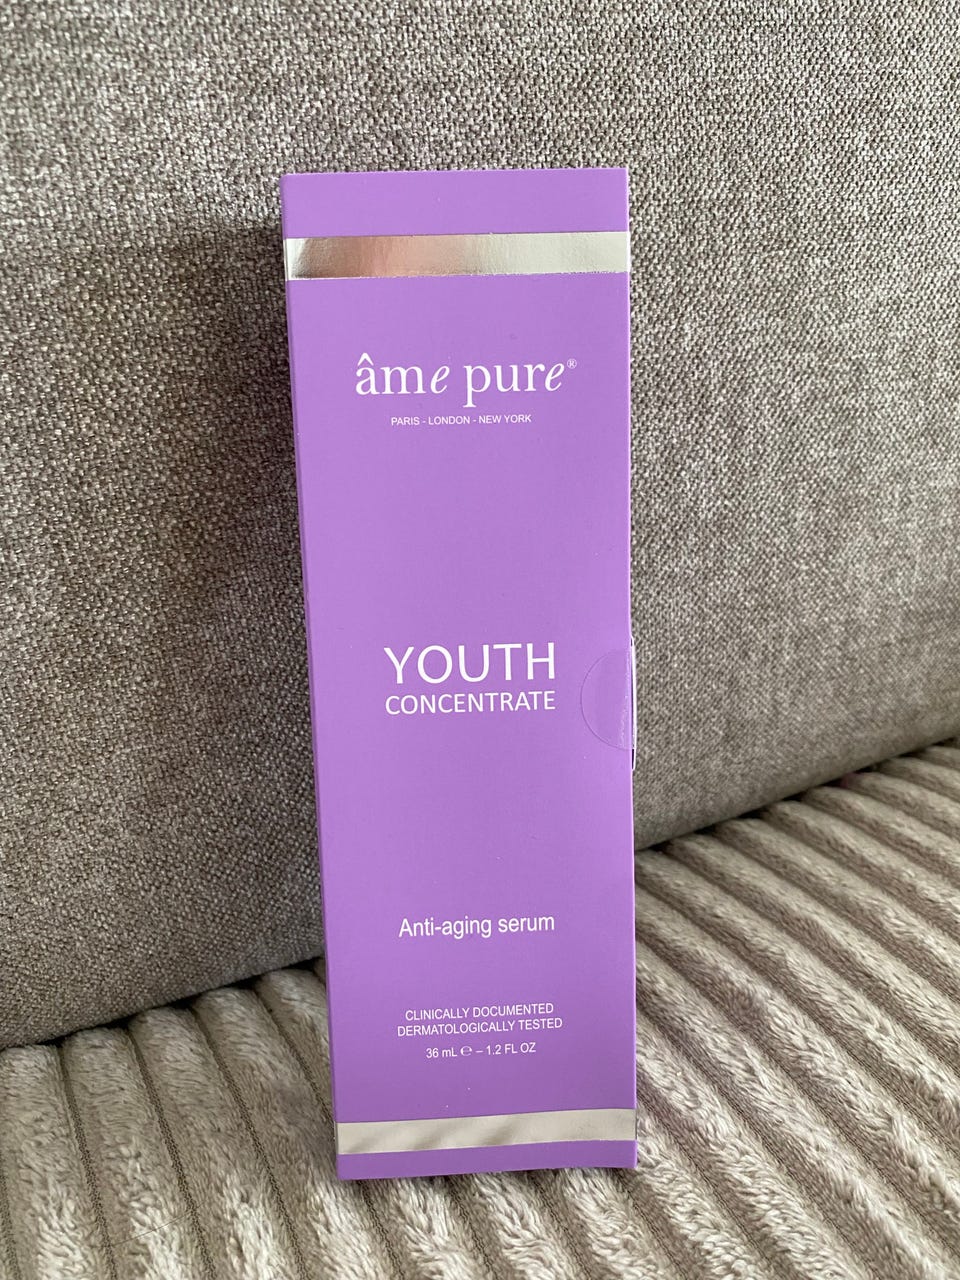 âme pure®
PARIS - LONDON - NEW YORK
YOUTH
CONCENTRATE
Anti-aging serum
CLINICALLY DOCUMENTED
DERMATOLOGICALLY TESTED
36 mL ℮ – 1.2 FL OZ